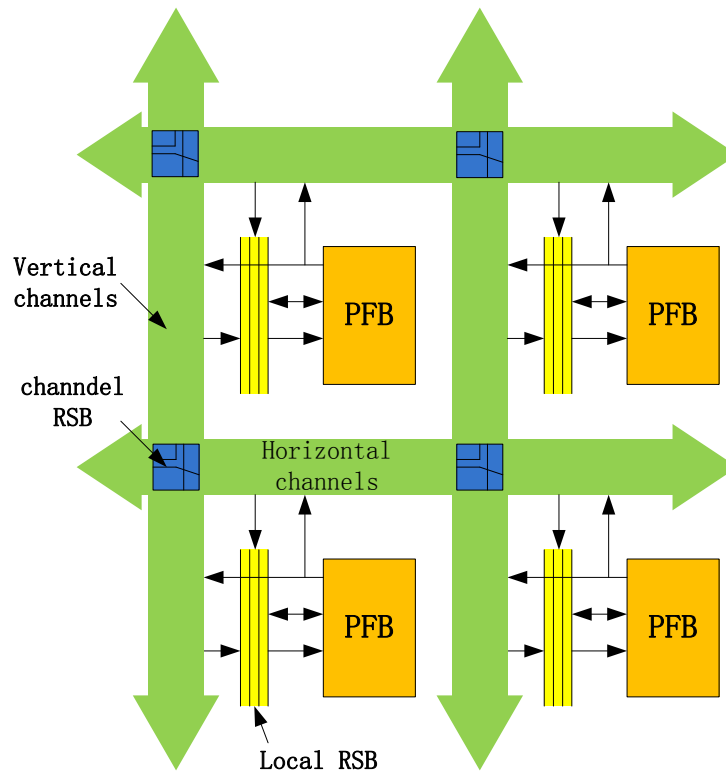 Vertical
channels
PFB
PFB
channdel
RSB
Horizontal
channels
PFB
PFB
Local RSB